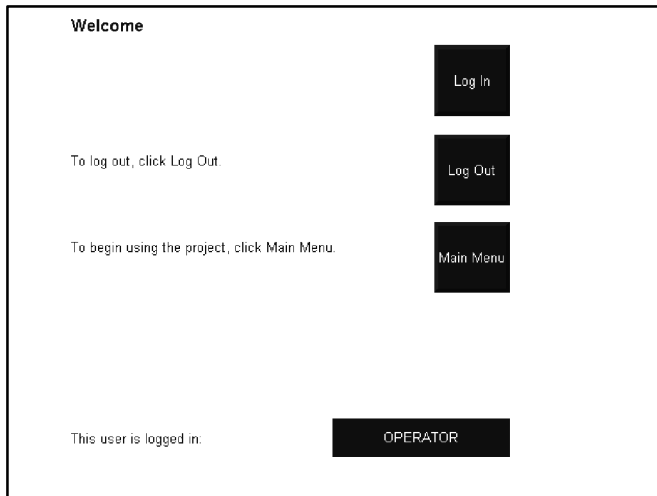 Welcome
Log In
To log out, click Log Out.
Log Out
To begin using the project, click Main Menu.
Main Menu
This user is logged in:
OPERATOR